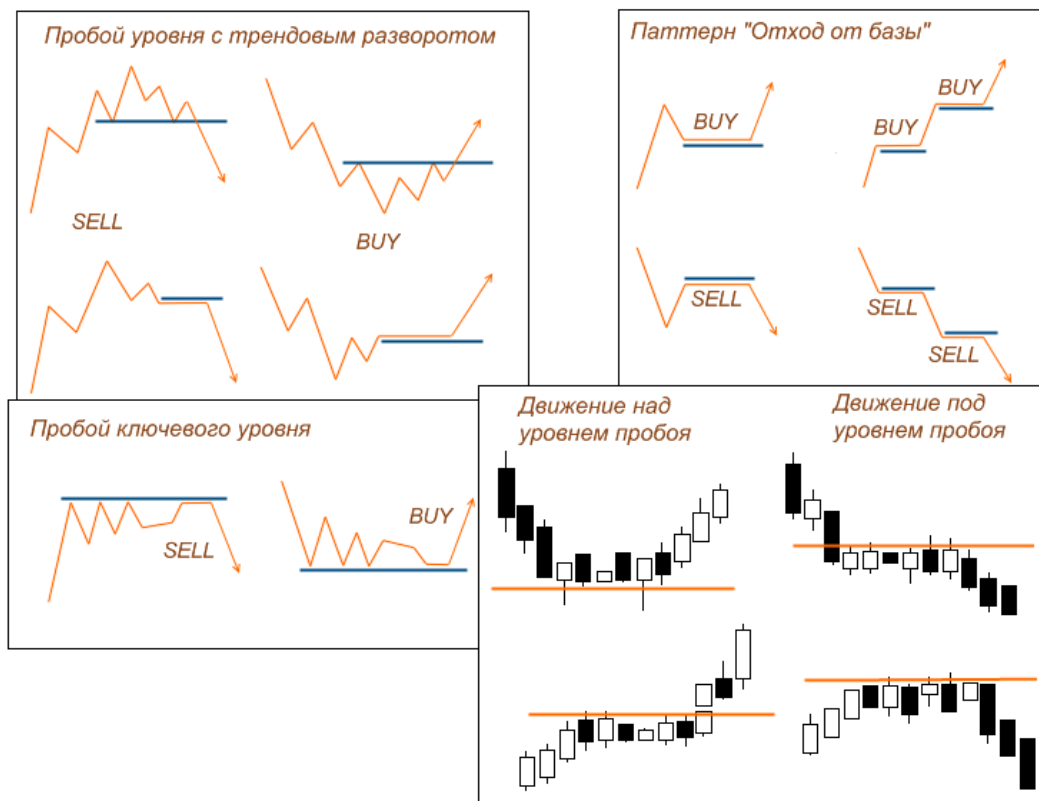 Пробой уровня с трендовым разворотом
SELL
BUY
Паттерн "Отход от базы"
BUY
BUY
BUY
SELL
SELL
SELL
Пробой ключевого уровня
SELL
BUY
Движение над
уровнем пробоя
Движение под
уровнем пробоя